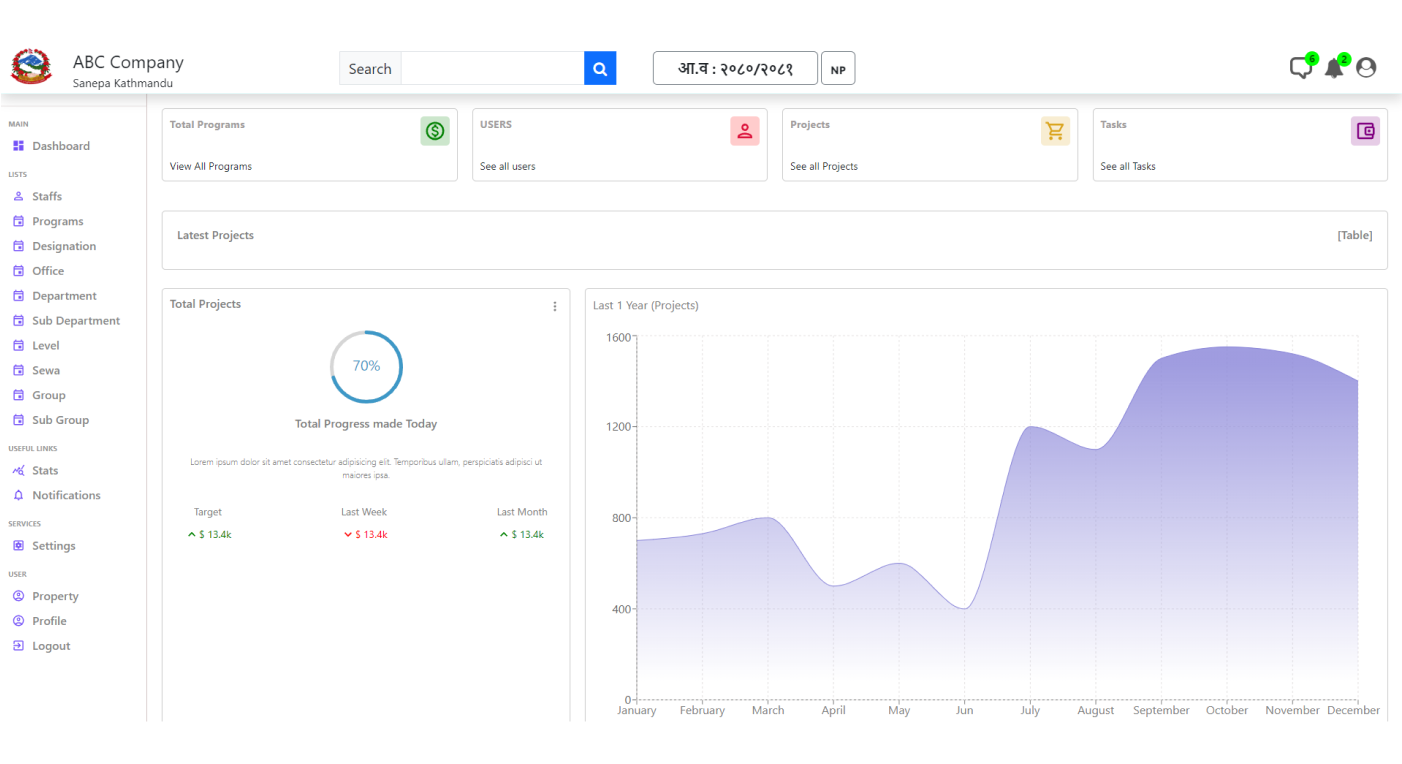 ABC Company
Sanepa Kathmandu
Search
आ.व : २०८०/२०८१
NP
6
2
MAIN
Dashboard
LISTS
Staffs
Programs
Designation
Office
Department
Sub Department
Level
Sewa
Group
Sub Group
USEFUL LINKS
Stats
Notifications
SERVICES
Settings
USER
Property
Profile
Logout
Total Programs
View All Programs
USERS
See all users
Projects
See all Projects
Tasks
See all Tasks
Latest Projects
[Table]
Total Projects
70%
Total Progress made Today
Lorem ipsum dolor sit amet consectetur adipisicing elit. Temporibus ullam, perspiciatis adipisci ut
maiores ipsa.
Target Last Week Last Month
$ 13.4k $ 13.4k $ 13.4k
Last 1 Year (Projects)
1600
1200
800
400
0
January February March April May Jun July August September October November December